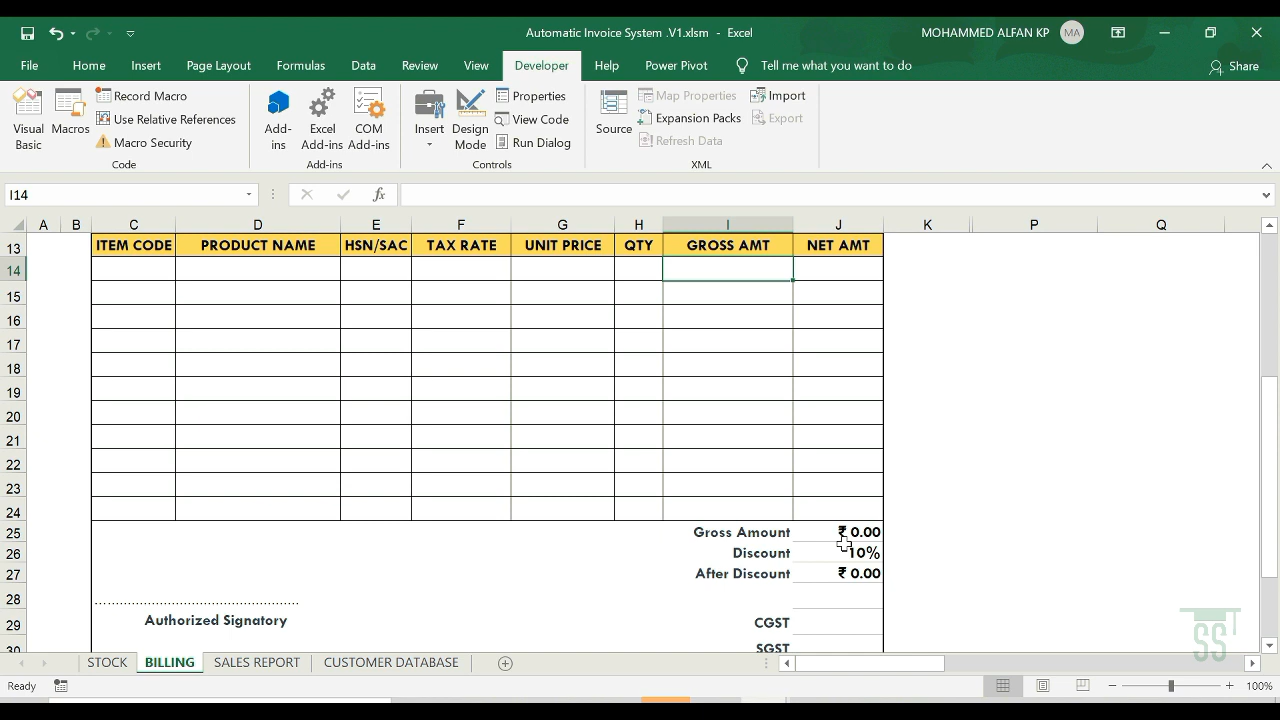 Automatic Invoice System .V1.xlsm - Excel
MOHAMMED ALFAN KP
MA
File Home Insert Page Layout Formulas Data Review View Developer Help Power Pivot Tell me what you want to do
Share
Visual Basic
Macros
Record Macro
Use Relative References
Macro Security
Code
Add-ins
Excel Add-ins
COM Add-ins
Add-ins
Insert
Design Mode
Properties
View Code
Run Dialog
Controls
Source
Map Properties
Expansion Packs
Refresh Data
Import
Export
XML
I14
fx
A B C D E F G H I J K P Q
13 ITEM CODE PRODUCT NAME HSN/SAC TAX RATE UNIT PRICE QTY GROSS AMT NET AMT
14
15
16
17
18
19
20
21
22
23
24
25 Gross Amount ₹ 0.00
26 Discount 10%
27 After Discount ₹ 0.00
28
29 Authorized Signatory CGST
30 SGST
SS
STOCK BILLING SALES REPORT CUSTOMER DATABASE
Ready
100%